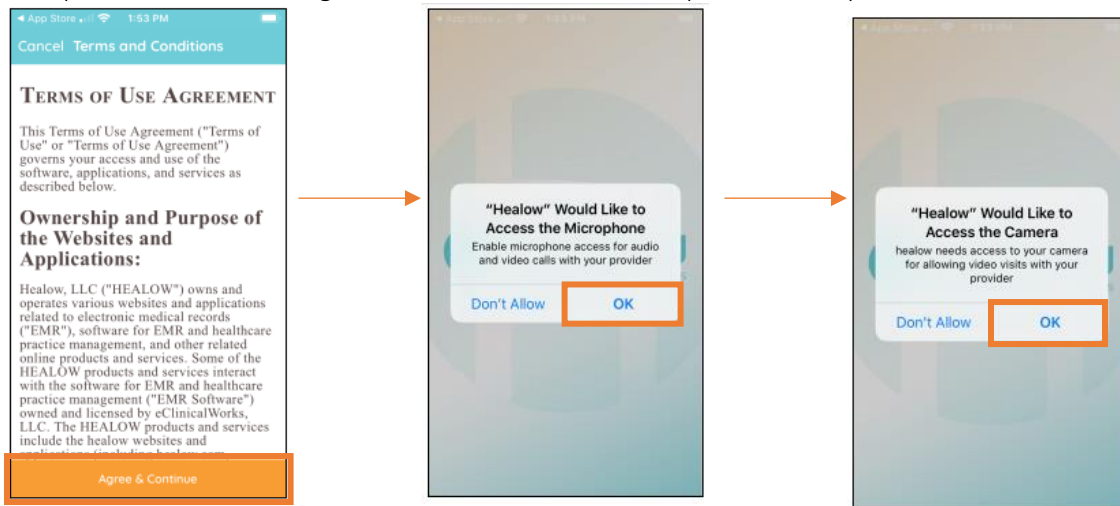 App Store 1:53 PM
Cancel Terms and Conditions
TERMS OF USE AGREEMENT
This Terms of Use Agreement ("Terms of
Use" or "Terms of Use Agreement")
governs your access and use of the
software, applications, and services as
described below.
Ownership and Purpose of
the Websites and
Applications:
Healow, LLC ("HEALOW") owns and
operates various websites and applications
related to electronic medical records
("EMR"), software for EMR and healthcare
practice management, and other related
online products and services. Some of the
HEALOW products and services interact
with the software for EMR and healthcare
practice management ("EMR Software")
owned and licensed by eClinicalWorks,
LLC. The HEALOW products and services
include the healow websites and
Agree & Continue
"Healow" Would Like to
Access the Microphone
Enable microphone access for audio
and video calls with your provider
Don't Allow OK
"Healow" Would Like to
Access the Camera
healow needs access to your camera
for allowing video visits with your
provider
Don't Allow OK